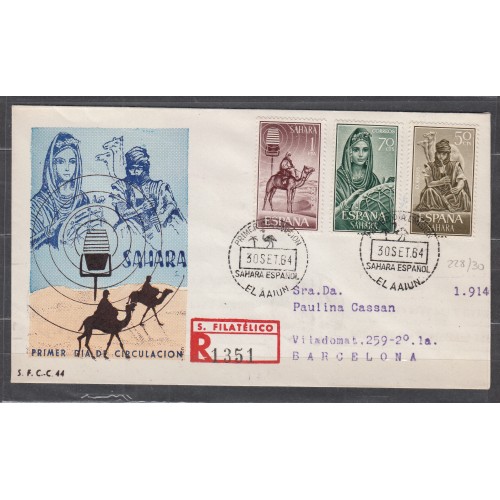 SAHARA
PRIMER DIA DE CIRCULACION
S. F. C.-C. 44
SAHARA
1
ESPAÑA
CORREOS
70
ESPAÑA
SAHARA
50
ESPAÑA
SAHARA
PRIMER DIA CIRCULACION
30 SET.64
SAHARA ESPAÑOL
EL AAIUN
30 SET.64
SAHARA ESPAÑOL
EL AAIUN
228/30
Sra.Da. 1.914
Paulina Cassan
Viladomat,259-2º.1a.
BARCELONA
S. FILATÉLICO
R 1351